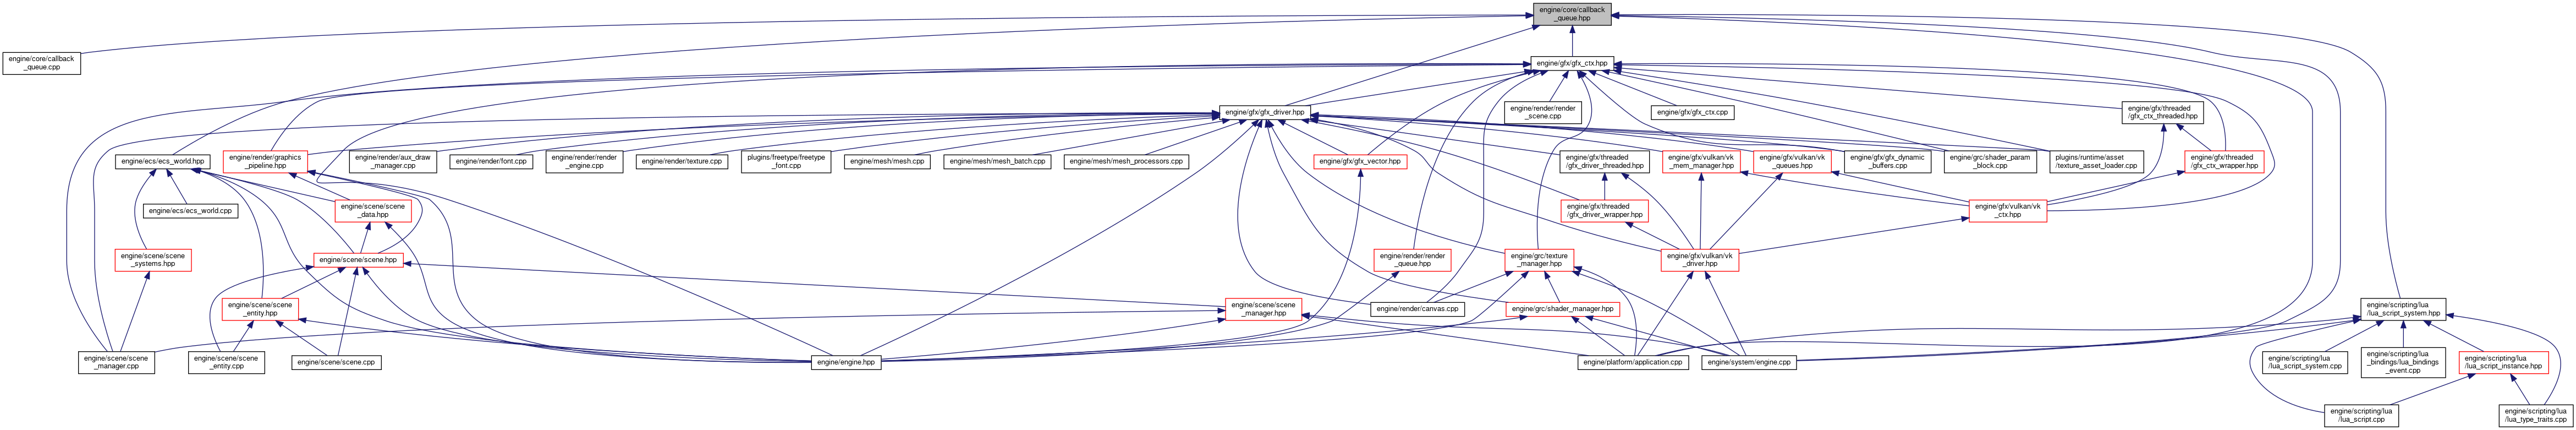 engine/core/callback
_queue.hpp
engine/core/callback
_queue.cpp
engine/gfx/gfx_ctx.hpp
engine/gfx/gfx_driver.hpp
engine/render/render
_scene.cpp
engine/gfx/gfx_ctx.cpp
engine/gfx/threaded
/gfx_ctx_threaded.hpp
engine/ecs/ecs_world.hpp
engine/render/graphics
_pipeline.hpp
engine/render/aux_draw
_manager.cpp
engine/render/font.cpp
engine/render/render
_engine.cpp
engine/render/texture.cpp
plugins/freetype/freetype
_font.cpp
engine/mesh/mesh.cpp
engine/mesh/mesh_batch.cpp
engine/mesh/mesh_processors.cpp
engine/gfx/gfx_vector.hpp
engine/gfx/threaded
/gfx_driver_threaded.hpp
engine/gfx/vulkan/vk
_mem_manager.hpp
engine/gfx/vulkan/vk
_queues.hpp
engine/gfx/gfx_dynamic
_buffers.cpp
engine/grc/shader_param
_block.cpp
plugins/runtime/asset
/texture_asset_loader.cpp
engine/gfx/threaded
/gfx_ctx_wrapper.hpp
engine/ecs/ecs_world.cpp
engine/scene/scene
_data.hpp
engine/gfx/threaded
/gfx_driver_wrapper.hpp
engine/gfx/vulkan/vk
_ctx.hpp
engine/scene/scene
_systems.hpp
engine/scene/scene.hpp
engine/render/render
_queue.hpp
engine/grc/texture
_manager.hpp
engine/gfx/vulkan/vk
_driver.hpp
engine/scene/scene
_entity.hpp
engine/scene/scene
_manager.hpp
engine/render/canvas.cpp
engine/grc/shader_manager.hpp
engine/scripting/lua
/lua_script_system.hpp
engine/scene/scene
_manager.cpp
engine/scene/scene
_entity.cpp
engine/scene/scene.cpp
engine/engine.hpp
engine/platform/application.cpp
engine/system/engine.cpp
engine/scripting/lua
/lua_script_system.cpp
engine/scripting/lua
_bindings/lua_bindings
_event.cpp
engine/scripting/lua
/lua_script_instance.hpp
engine/scripting/lua
/lua_script.cpp
engine/scripting/lua
/lua_type_traits.cpp